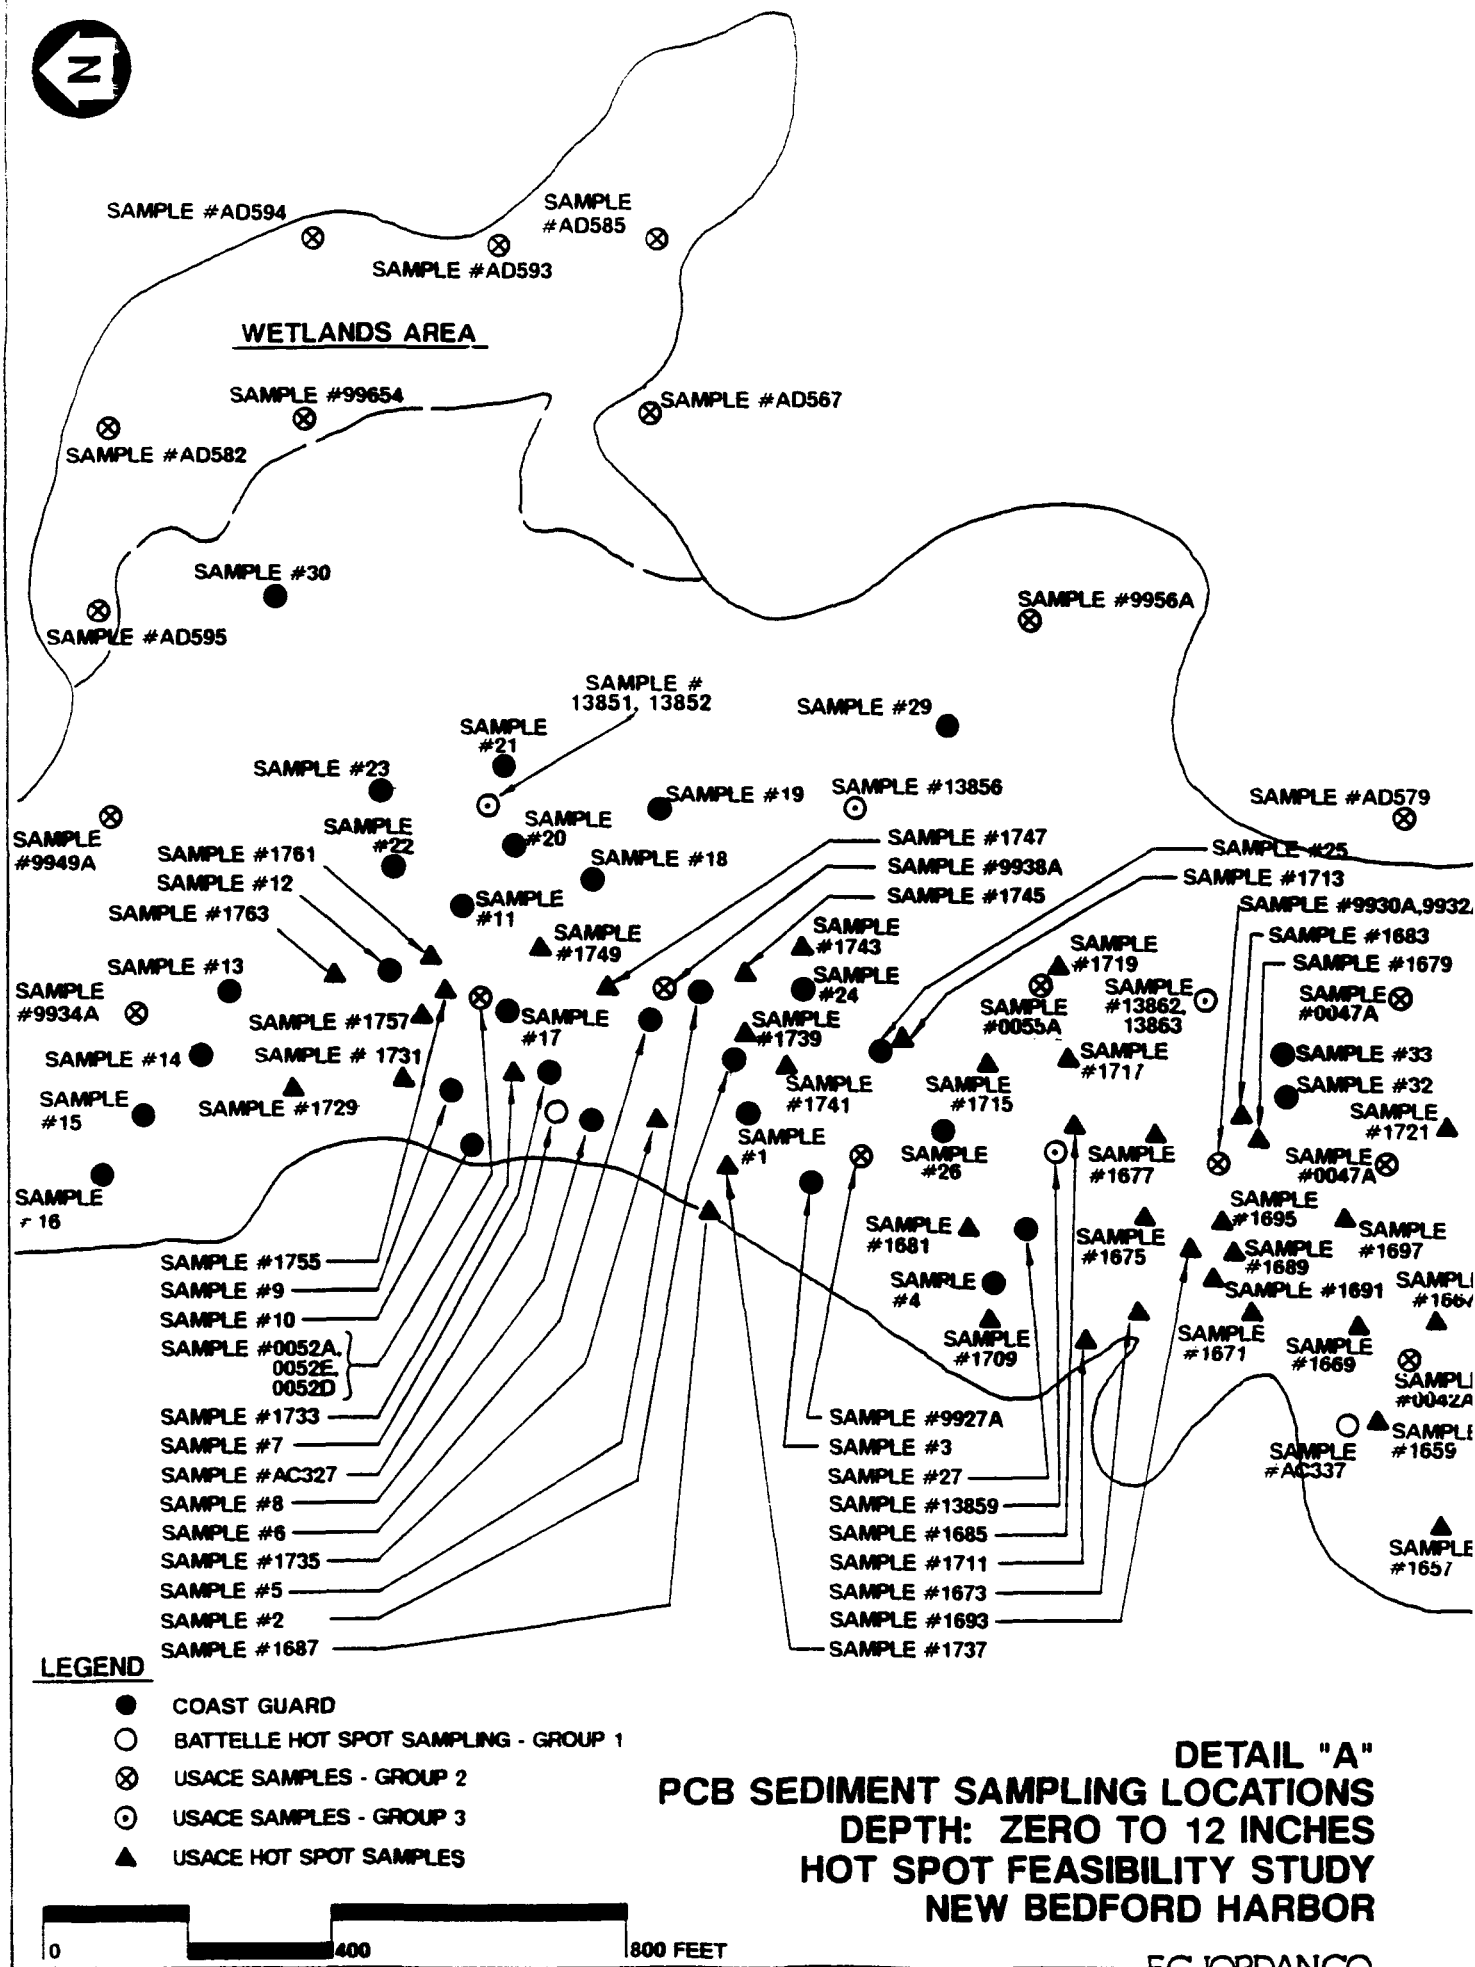 N
SAMPLE #AD594
SAMPLE
#AD585
SAMPLE #AD593
WETLANDS AREA
SAMPLE #99654
SAMPLE #AD567
SAMPLE #AD582
SAMPLE #30
SAMPLE #9956A
SAMPLE #AD595
SAMPLE #
13851, 13852
SAMPLE #29
SAMPLE
#21
SAMPLE #23
SAMPLE #19
SAMPLE #13856
SAMPLE #AD579
SAMPLE
#9949A
SAMPLE
#22
SAMPLE
#20
SAMPLE #1747
SAMPLE #25
SAMPLE #1761
SAMPLE #18
SAMPLE #9938A
SAMPLE #1713
SAMPLE #12
SAMPLE #1745
SAMPLE #9930A,9932A
SAMPLE #1763
SAMPLE
#11
SAMPLE
#1749
SAMPLE
#1743
SAMPLE
#1719
SAMPLE #1683
SAMPLE #1679
SAMPLE #13
SAMPLE
#9934A
SAMPLE
#24
SAMPLE
#0055A
SAMPLE
#13862,
13863
SAMPLE
#0047A
SAMPLE #1757
SAMPLE
#17
SAMPLE
#1739
SAMPLE #14
SAMPLE # 1731
SAMPLE
#1717
SAMPLE #33
SAMPLE #32
SAMPLE
#15
SAMPLE #1729
SAMPLE
#1741
SAMPLE
#1715
SAMPLE
#1721
SAMPLE
#1
SAMPLE
#26
SAMPLE
#1677
SAMPLE
#0047A
SAMPLE
#16
SAMPLE
#1681
SAMPLE
#1675
SAMPLE
#1695
SAMPLE
#1697
SAMPLE
#1689
SAMPLE
#4
SAMPLE #1691
SAMPL
SAMPLE
#1709
SAMPLE
#1671
SAMPLE
#1669
SAMPL
#0042A
SAMPLE
#1659
SAMPLE
#AC337
SAMPLE
#1657
SAMPLE #1755
SAMPLE #9
SAMPLE #10
SAMPLE #0052A,
0052E,
0052D
SAMPLE #1733
SAMPLE #7
SAMPLE #AC327
SAMPLE #8
SAMPLE #6
SAMPLE #1735
SAMPLE #5
SAMPLE #2
SAMPLE #1687
SAMPLE #9927A
SAMPLE #3
SAMPLE #27
SAMPLE #13859
SAMPLE #1685
SAMPLE #1711
SAMPLE #1673
SAMPLE #1693
SAMPLE #1737
LEGEND
COAST GUARD
BATTELLE HOT SPOT SAMPLING - GROUP 1
USACE SAMPLES - GROUP 2
USACE SAMPLES - GROUP 3
USACE HOT SPOT SAMPLES
0 400 800 FEET
DETAIL "A"
PCB SEDIMENT SAMPLING LOCATIONS
DEPTH: ZERO TO 12 INCHES
HOT SPOT FEASIBILITY STUDY
NEW BEDFORD HARBOR